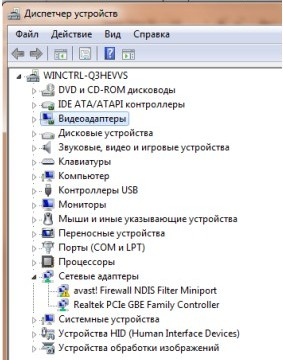 Диспетчер устройств
Файл Действие Вид Справка
WINCTRL-Q3HEVVS
DVD и CD-ROM дисководы
IDE ATA/ATAPI контроллеры
Видеоадаптеры
Дисковые устройства
Звуковые, видео и игровые устройства
Клавиатуры
Компьютер
Контроллеры USB
Мониторы
Мыши и иные указывающие устройства
Переносные устройства
Порты (COM и LPT)
Процессоры
Сетевые адаптеры
avast! Firewall NDIS Filter Miniport
Realtek PCIe GBE Family Controller
Системные устройства
Устройства HID (Human Interface Devices)
Устройства обработки изображений